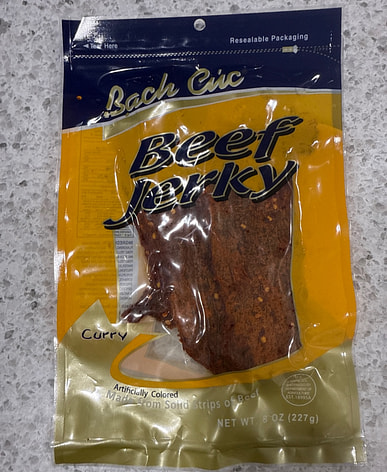 Tear Here
Resealable Packaging
Bach Cúc
Beef
Jerky
Curry
Artificially Colored
Made from Solid Strips of Beef
NET WT. 8 OZ (227g)